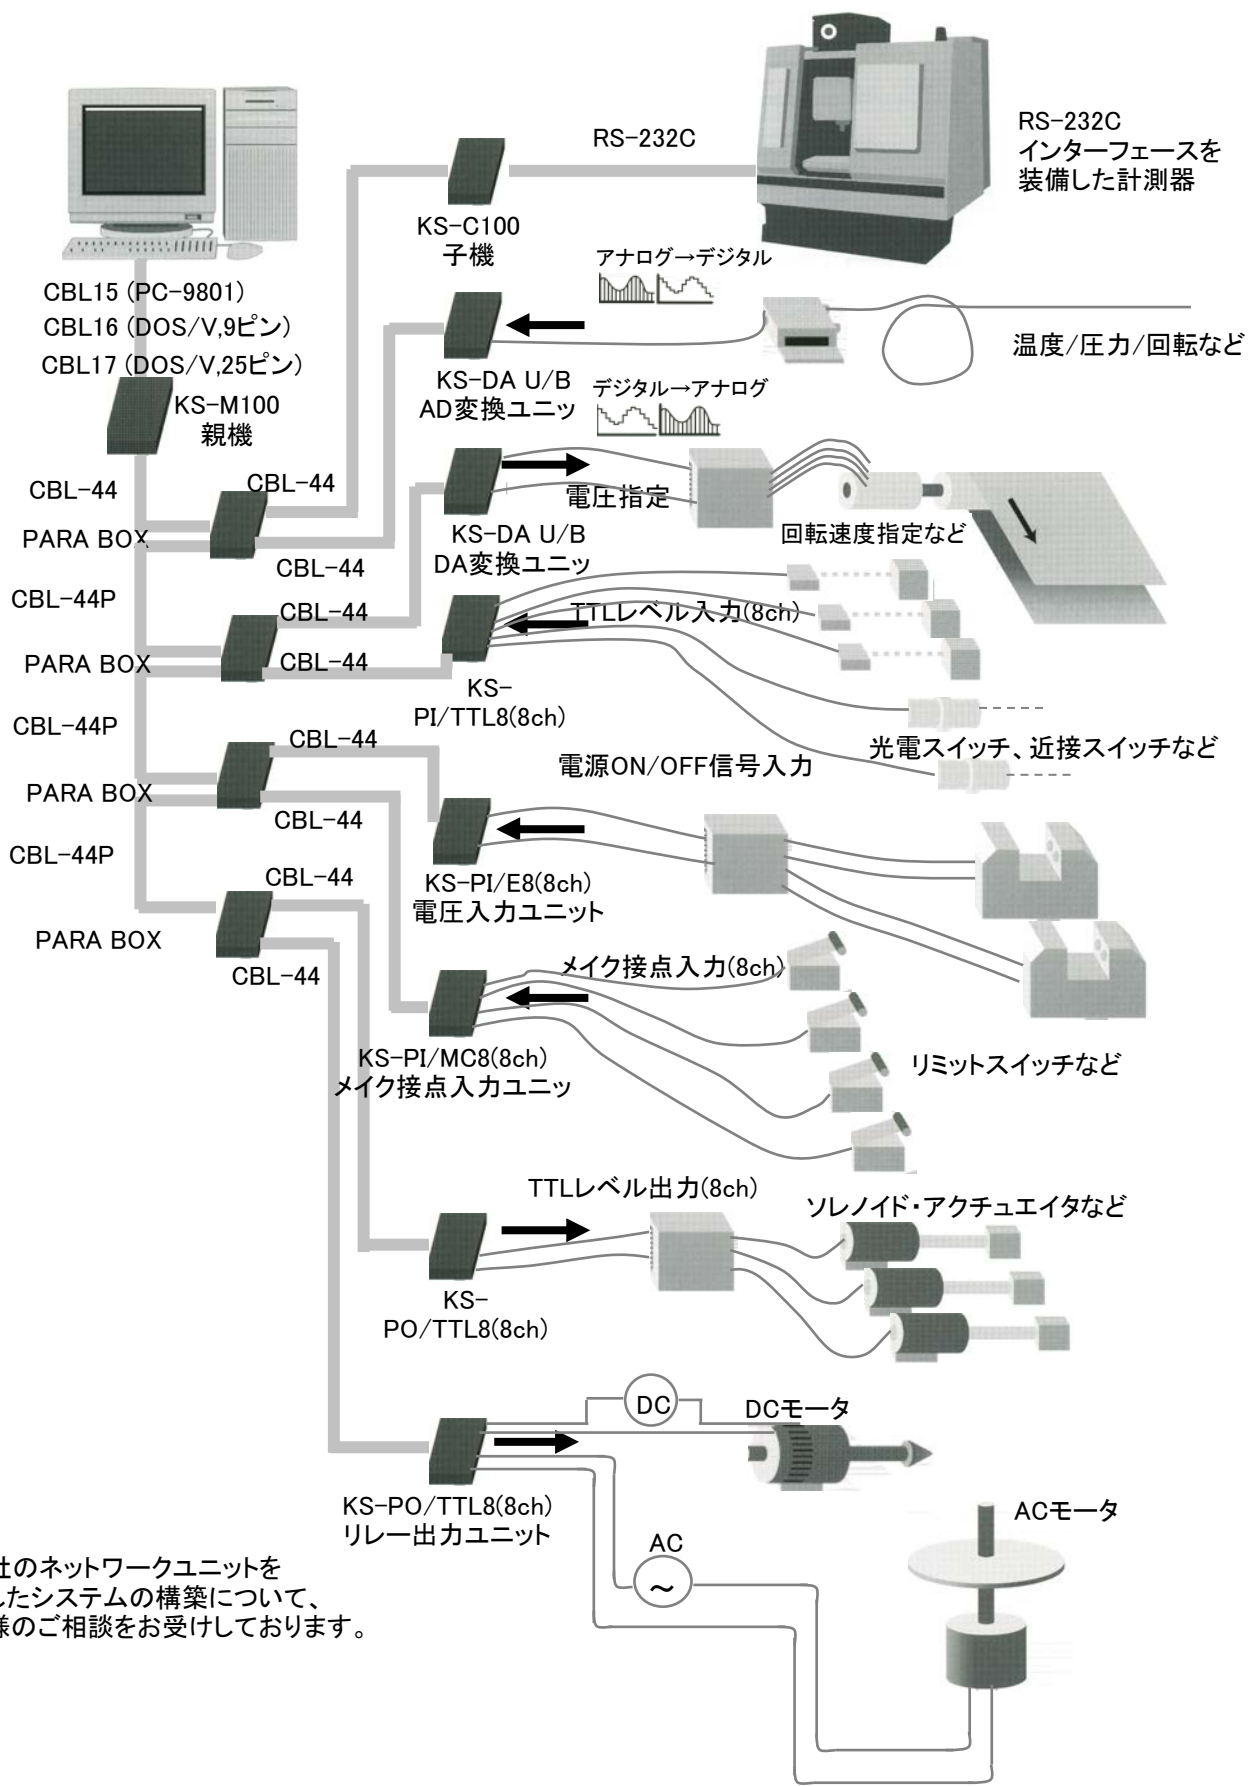 RS-232C
RS-232C
インターフェースを
装備した計測器
KS-C100
子機
アナログ→デジタル
CBL15 (PC-9801)
CBL16 (DOS/V,9ピン)
CBL17 (DOS/V,25ピン)
温度/圧力/回転など
KS-DA U/B
AD変換ユニッ
デジタル→アナログ
KS-M100
親機
CBL-44
CBL-44
電圧指定
PARA BOX
KS-DA U/B
DA変換ユニッ
回転速度指定など
CBL-44
CBL-44P
CBL-44
TTLレベル入力(8ch)
PARA BOX
CBL-44
KS-
PI/TTL8(8ch)
CBL-44P
CBL-44
光電スイッチ、近接スイッチなど
電源ON/OFF信号入力
PARA BOX
CBL-44
CBL-44P
CBL-44
KS-PI/E8(8ch)
電圧入力ユニット
PARA BOX
CBL-44
メイク接点入力(8ch)
KS-PI/MC8(8ch)
メイク接点入力ユニッ
リミットスイッチなど
TTLレベル出力(8ch)
ソレノイド・アクチュエイタなど
KS-
PO/TTL8(8ch)
DC
DCモータ
KS-PO/TTL8(8ch)
リレー出力ユニット
ACモータ
AC
~
社のネットワークユニットを
したシステムの構築について、
様のご相談をお受けしております。